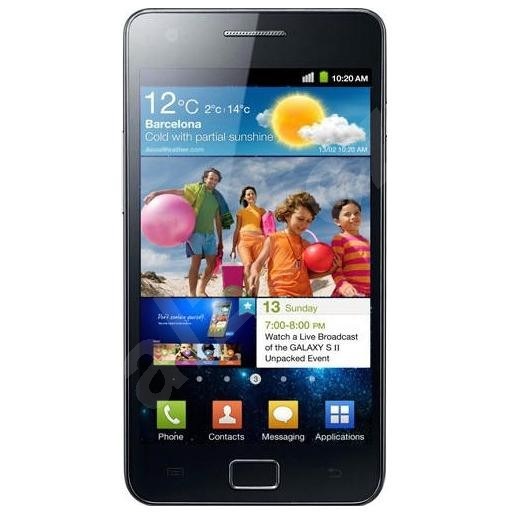 10:20 AM
12°C 2°C | 14°C
Barcelona
Cold with partial sunshine
AccuWeather.com 13/02 10:20 AM
Don't confuse yourself.
13 Sunday
7:00-8:00 PM
Watch a Live Broadcast
of the GALAXY S II
Unpacked Event
3
Phone Contacts Messaging Applications